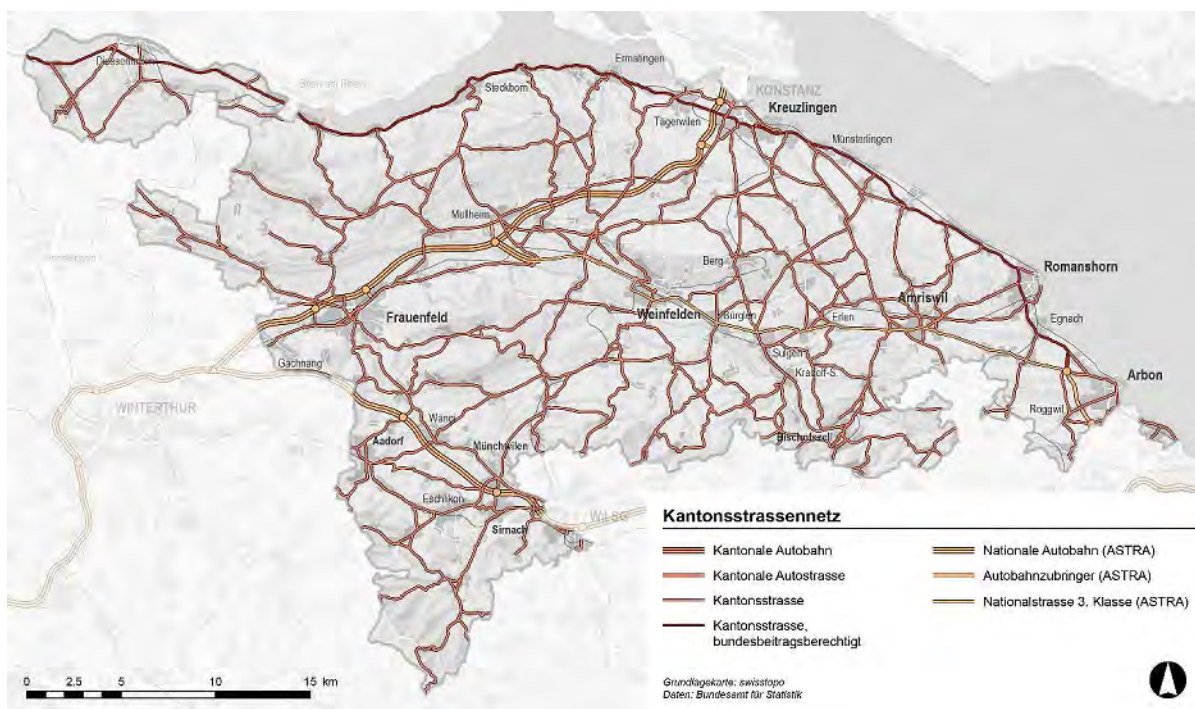 Ermatingen
Diessenhofen
Stein am Rhein
Steckborn
KONSTANZ
Kreuzlingen
Tägerwilen
Münsterlingen
Müllheim
Berg
Romanshorn
Amriswil
Frauenfeld
Weinfelden
Bürglen
Erlen
Egnach
Sulgen
Gachnang
Kradolf-S.
Arbon
WINTERTHUR
Wängi
Roggwil
Aadorf
Münchwilen
Bischofszell
Eschlikon
Sirnach
WIL SG
Kantonsstrassennetz
Kantonale Autobahn
Kantonale Autostrasse
Kantonsstrasse
Kantonsstrasse,
bundesbeitragsberechtigt
Nationale Autobahn (ASTRA)
Autobahnzubringer (ASTRA)
Nationalstrasse 3. Klasse (ASTRA)
0 2.5 5 10 15 km
Grundlagekarte: swisstopo
Daten: Bundesamt für Statistik